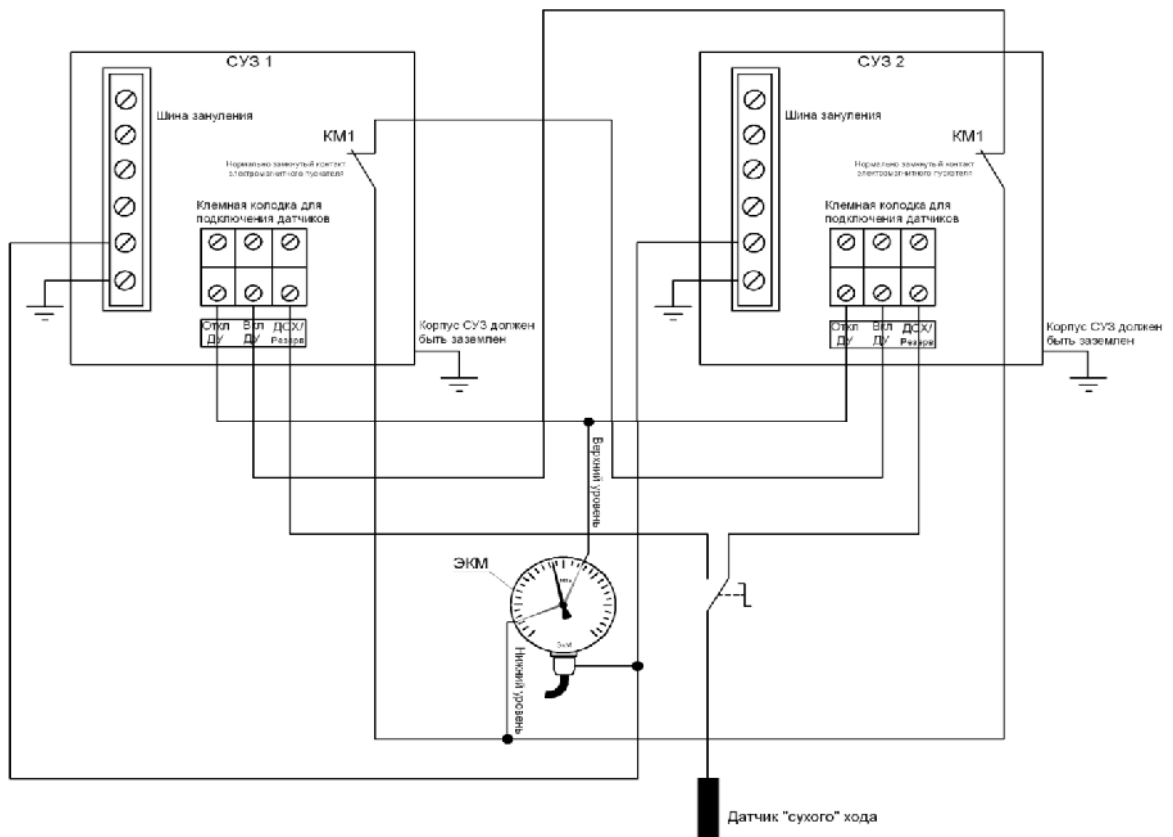 СУЗ 1
Шина зануления
КМ1
Нормально замкнутый контакт
электромагнитного пускателя
Клемная колодка для
подключения датчиков
Откл
ДУ
Вкл
ДУ
ДСХ/
Резерв
Корпус СУЗ должен
быть заземлен
СУЗ 2
Шина зануления
КМ1
Нормально замкнутый контакт
электромагнитного пускателя
Клемная колодка для
подключения датчиков
Откл
ДУ
Вкл
ДУ
ДСХ/
Резерв
Корпус СУЗ должен
быть заземлен
Верхний уровень
ЭКМ
ЭкМ
Нижний уровень
Датчик "сухого" хода